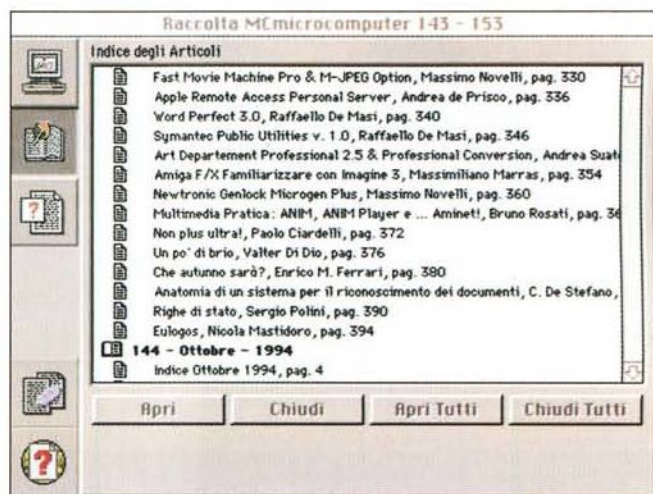 Raccolta MCmicrocomputer 143 - 153
Indice degli Articoli
Fast Movie Machine Pro & M-JPEG Option, Massimo Novelli, pag. 330
Apple Remote Access Personal Server, Andrea de Prisco, pag. 336
Word Perfect 3.0, Raffaello De Masi, pag. 340
Symantec Public Utilities v. 1.0, Raffaello De Masi, pag. 346
Art Departement Professional 2.5 & Professional Conversion, Andrea Suat
Amiga F/X Familiarizzare con Imagine 3, Massimiliano Marras, pag. 354
Newtronic Genlock Microgen Plus, Massimo Novelli, pag. 360
Multimedia Pratica: ANIM, ANIM Player e ... Aminet!, Bruno Rosati, pag. 36
Non plus ultra!, Paolo Ciardelli, pag. 372
Un po' di brio, Valter Di Dio, pag. 376
Che autunno sarà?, Enrico M. Ferrari, pag. 380
Anatomia di un sistema per il riconoscimento dei documenti, C. De Stefano,
Righe di stato, Sergio Polini, pag. 390
Eulogos, Nicola Mastidoro, pag. 394
144 - Ottobre - 1994
Indice Ottobre 1994, pag. 4
Apri Chiudi Apri Tutti Chiudi Tutti